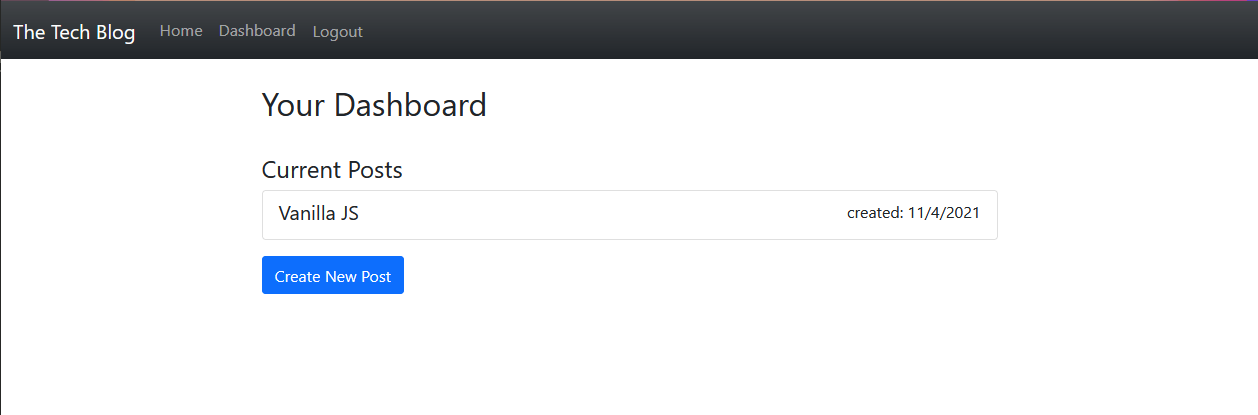 The Tech Blog Home Dashboard Logout
Your Dashboard
Current Posts
Vanilla JS created: 11/4/2021
Create New Post